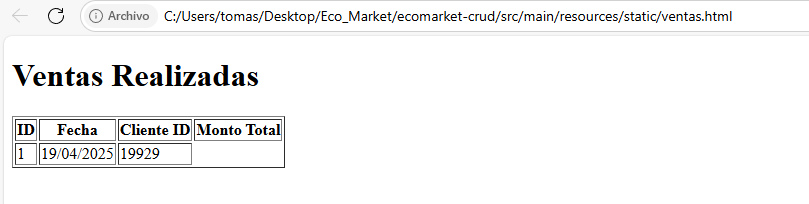 Archivo C:/Users/tomas/Desktop/Eco_Market/ecomarket-crud/src/main/resources/static/ventas.html
Ventas Realizadas
ID Fecha Cliente ID Monto Total
1 19/04/2025 19929